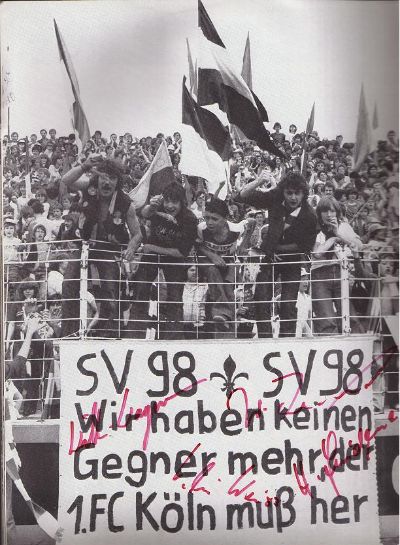 SV 98 ⚜ SV 98
Wir haben keinen
Gegner mehr der
1.FC Köln muß her